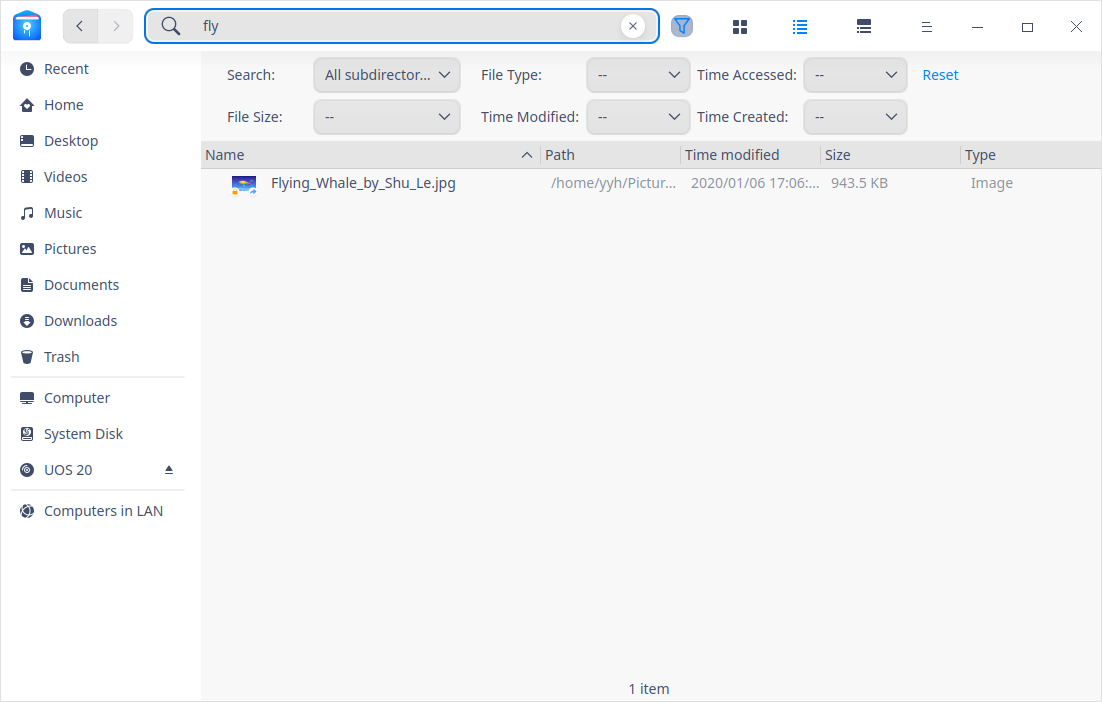 fly
Recent
Home
Desktop
Videos
Music
Pictures
Documents
Downloads
Trash
Computer
System Disk
UOS 20
Computers in LAN
Search: All subdirector... File Type: -- Time Accessed: -- Reset
File Size: -- Time Modified: -- Time Created: --
Name Path Time modified Size Type
Flying_Whale_by_Shu_Le.jpg /home/yyh/Pictur... 2020/01/06 17:06:... 943.5 KB Image
1 item